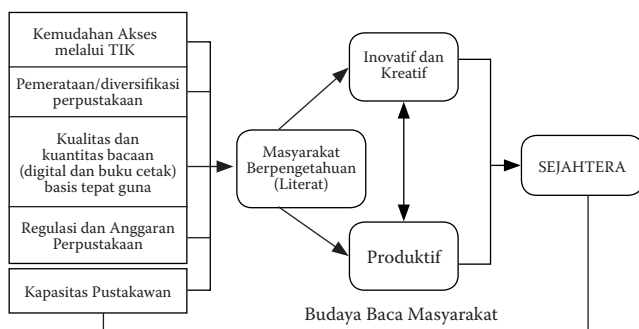 Kemudahan Akses
melalui TIK
Pemerataan/diversifikasi
perpustakaan
Kualitas dan
kuantitas bacaan
(digital dan buku cetak)
basis tepat guna
Regulasi dan Anggaran
Perpustakaan
Kapasitas Pustakawan
Masyarakat
Berpengetahuan
(Literat)
Inovatif dan
Kreatif
Produktif
SEJAHTERA
Budaya Baca Masyarakat